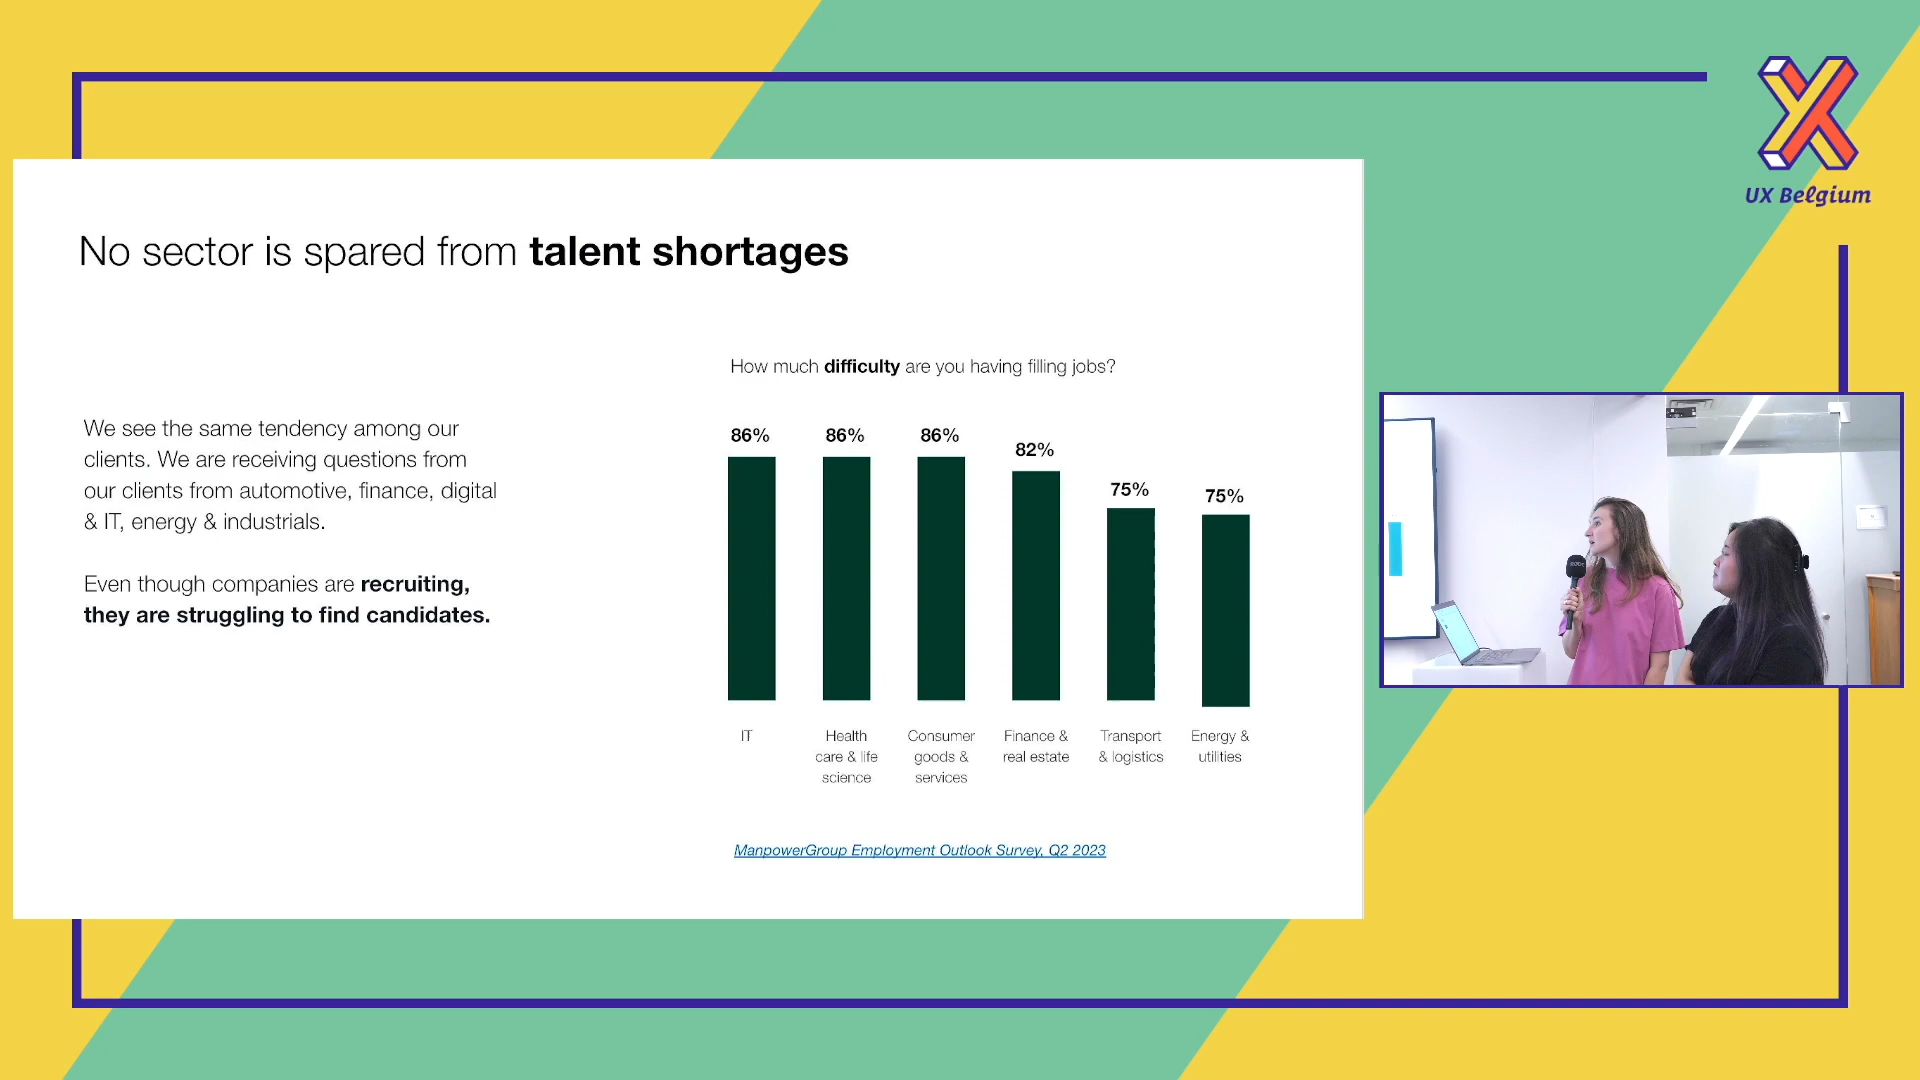 UX Belgium
No sector is spared from talent shortages
We see the same tendency among our
clients. We are receiving questions from
our clients from automotive, finance, digital
& IT, energy & industrials.
Even though companies are recruiting,
they are struggling to find candidates.
How much difficulty are you having filling jobs?
86%
86%
86%
82%
75%
75%
IT
Health
care & life
science
Consumer
goods &
services
Finance &
real estate
Transport
& logistics
Energy &
utilities
ManpowerGroup Employment Outlook Survey, Q2 2023